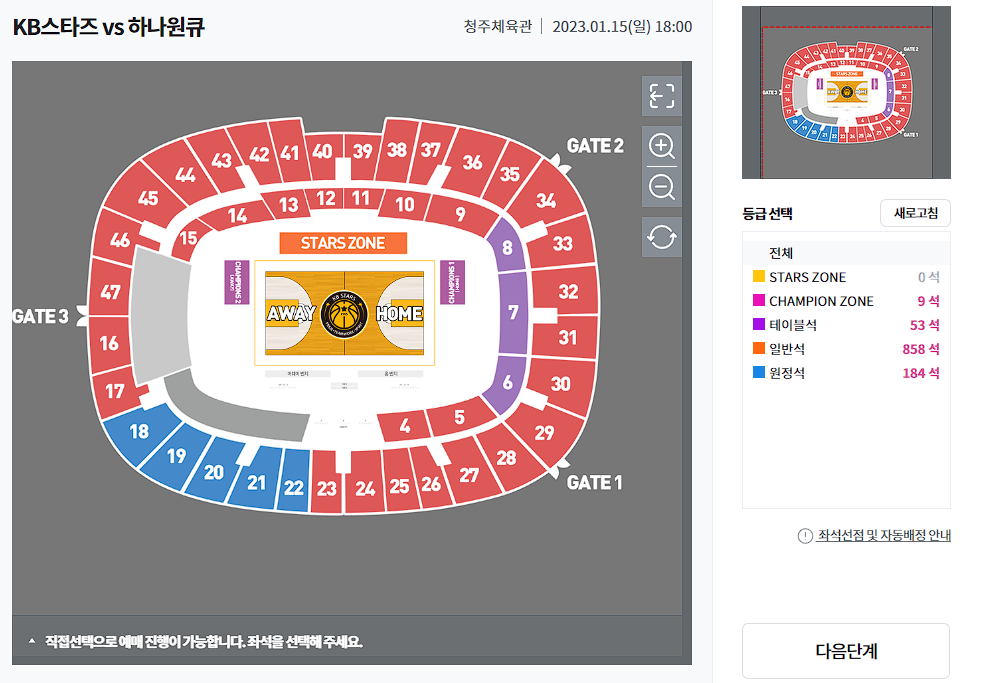 KB스타즈 vs 하나원큐
청주체육관 | 2023.01.15(일) 18:00
GATE 2
GATE 3
GATE 1
42 41 40 39 38 37
43 36
44 35
45 34
46 33
47 32
16 31
17 30
18 29
19 28
20 27
21 22 23 24 25 26
15 14 13 12 11 10 9
8
7
6
5
4
STARS ZONE
CHAMPIONS 2
CHAMPIONS 1
AWAY
HOME
KB STARS
직접선택으로 예매 진행이 가능합니다. 좌석을 선택해 주세요.
등급 선택
새로고침
전체
STARS ZONE 0 석
CHAMPION ZONE 9 석
테이블석 53 석
일반석 858 석
원정석 184 석
좌석선점 및 자동배정 안내
다음단계